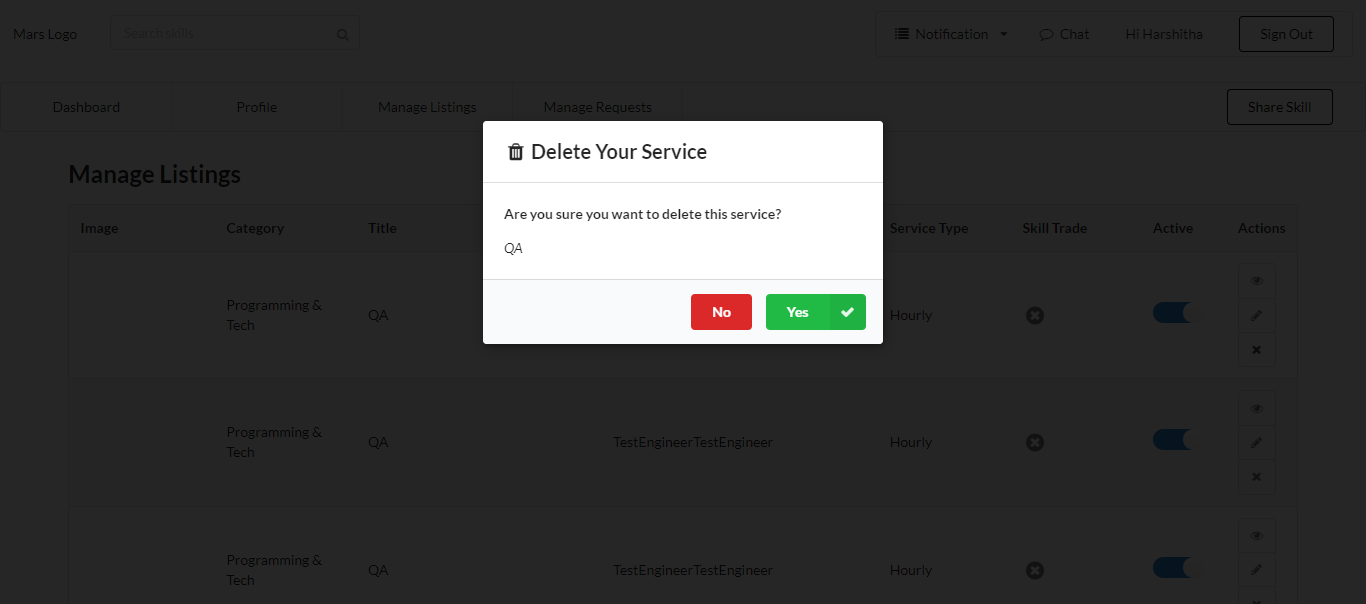 Mars Logo
Search skills
Notification
Chat
Hi Harshitha
Sign Out
Dashboard
Profile
Manage Listings
Manage Requests
Share Skill
Delete Your Service
Are you sure you want to delete this service?
QA
No
Yes
Manage Listings
Image
Category
Title
Service Type
Skill Trade
Active
Actions
Programming &
Tech
QA
Hourly
Programming &
Tech
QA
TestEngineerTestEngineer
Hourly
Programming &
Tech
QA
TestEngineerTestEngineer
Hourly